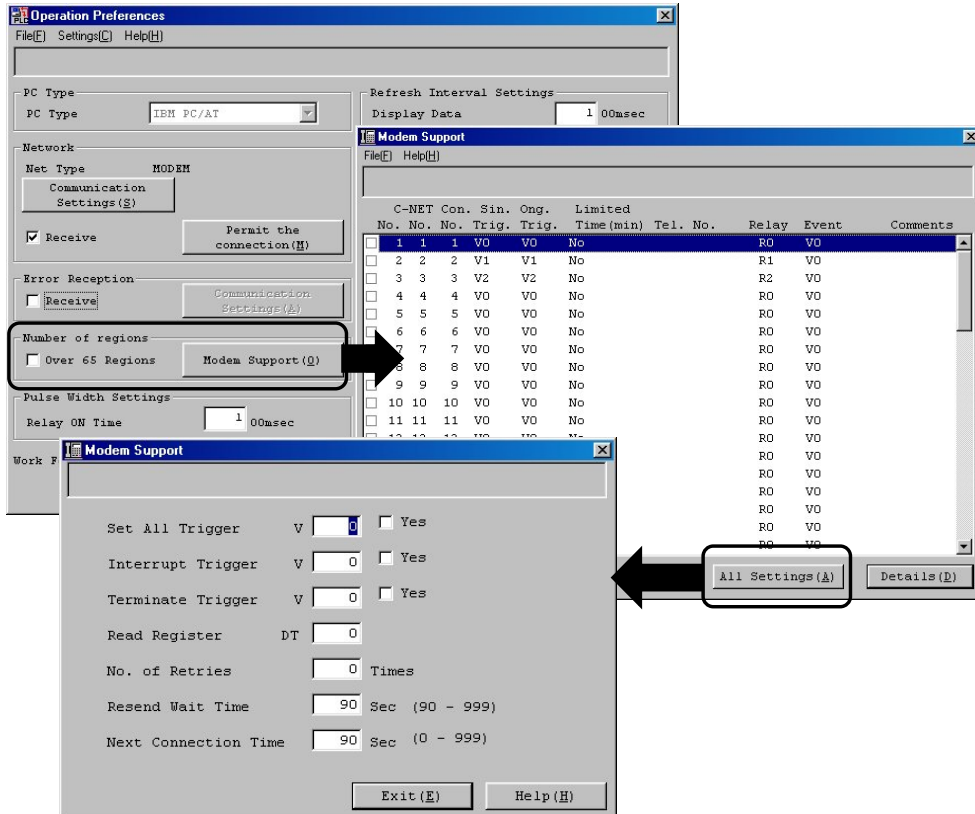 PLC Operation Preferences
File(F) Settings(C) Help(H)
PC Type
PC Type IBM PC/AT
Refresh Interval Settings
Display Data 1 00msec
Network
Net Type MODEM
Communication
Settings(S)
Receive
Permit the
connection(M)
Error Reception
Receive
Communication
Settings(A)
Number of regions
Over 65 Regions Modem Support(O)
Pulse Width Settings
Relay ON Time 1 00msec
Modem Support
File(F) Help(H)
C-NET Con. Sin. Ong. Limited
No. No. No. Trig. Trig. Time(min) Tel. No. Relay Event Comments
1 1 1 V0 V0 No R0 V0
2 2 2 V1 V1 No R1 V0
3 3 3 V2 V2 No R2 V0
4 4 4 V0 V0 No R0 V0
5 5 5 V0 V0 No R0 V0
6 6 6 V0 V0 No R0 V0
7 7 7 V0 V0 No R0 V0
8 8 8 V0 V0 No R0 V0
9 9 9 V0 V0 No R0 V0
10 10 10 V0 V0 No R0 V0
11 11 11 V0 V0 No R0 V0
R0 V0
R0 V0
R0 V0
R0 V0
R0 V0
R0 V0
R0 V0
All Settings(A) Details(D)
Work
Modem Support
Set All Trigger V 0 Yes
Interrupt Trigger V 0 Yes
Terminate Trigger V 0 Yes
Read Register DT 0
No. of Retries 0 Times
Resend Wait Time 90 Sec (90 - 999)
Next Connection Time 90 Sec (0 - 999)
Exit(E) Help(H)